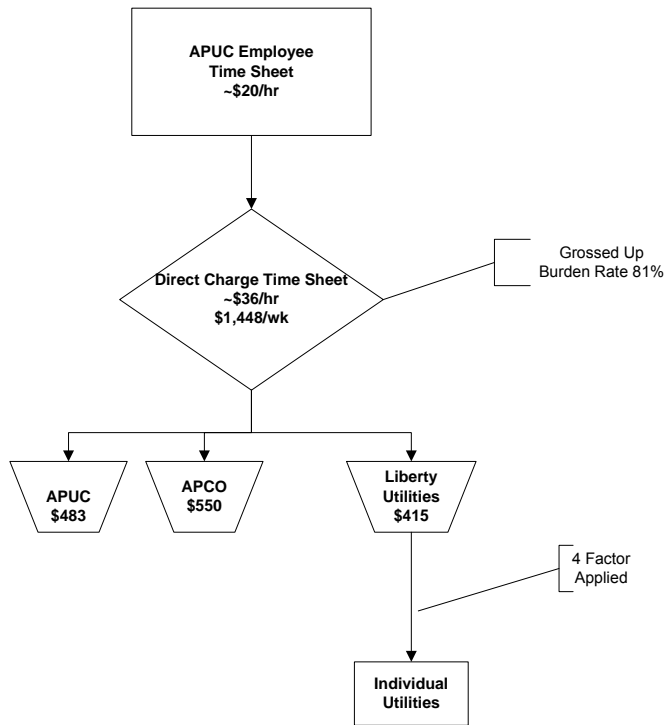 APUC Employee
Time Sheet
~$20/hr
Direct Charge Time Sheet
~$36/hr
$1,448/wk
Grossed Up
Burden Rate 81%
APUC
$483
APCO
$550
Liberty
Utilities
$415
4 Factor
Applied
Individual
Utilities